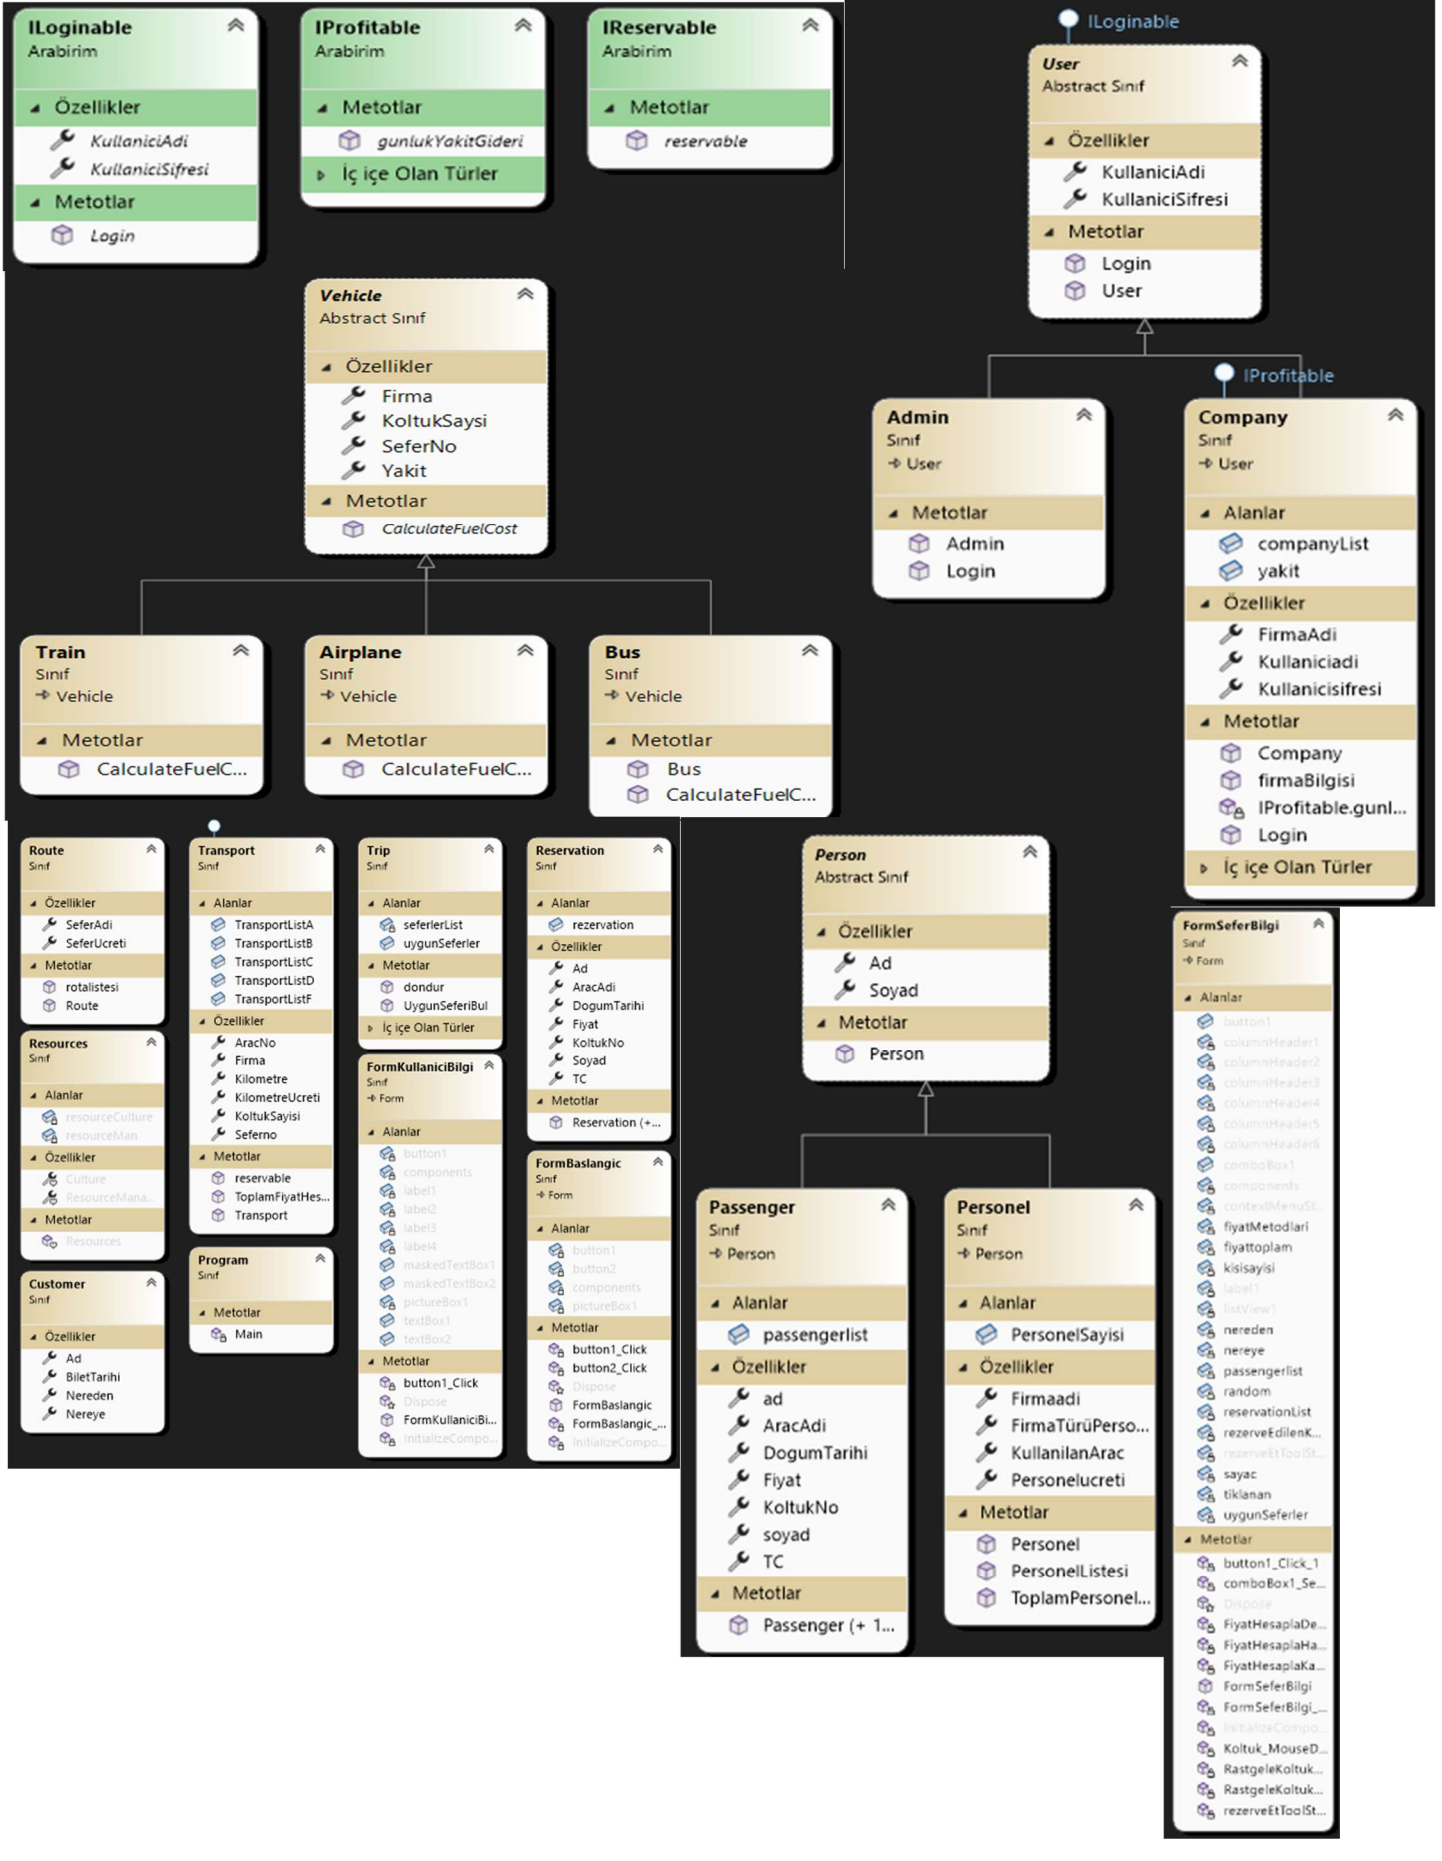 ILoginable
Arabirim
Özellikler
KullaniciAdi
KullaniciSifresi
Metotlar
Login
IProfitable
Arabirim
Metotlar
gunlukYakitGideri
İç içe Olan Türler
IReservable
Arabirim
Metotlar
reservable
ILoginable
User
Abstract Sınıf
Özellikler
KullaniciAdi
KullaniciSifresi
Metotlar
Login
User
Admin
Sınıf
User
Metotlar
Admin
Login
IProfitable
Company
Sınıf
User
Alanlar
companyList
yakit
Özellikler
FirmaAdi
Kullaniciadi
Kullanicisifresi
Metotlar
Company
firmaBilgisi
IProfitable.gunl...
Login
İç içe Olan Türler
Vehicle
Abstract Sınıf
Özellikler
Firma
KoltukSaysi
SeferNo
Yakit
Metotlar
CalculateFuelCost
Train
Sınıf
Vehicle
Metotlar
CalculateFuelC...
Airplane
Sınıf
Vehicle
Metotlar
CalculateFuelC...
Bus
Sınıf
Vehicle
Metotlar
Bus
CalculateFuelC...
Route
Sınıf
Özellikler
SeferAdi
SeferUcreti
Metotlar
rotalistesi
Route
Resources
Sınıf
Alanlar
resourceCulture
resourceMan
Özellikler
Culture
ResourceMana...
Metotlar
Resources
Customer
Sınıf
Özellikler
Ad
BiletTarihi
Nereden
Nereye
Transport
Sınıf
Alanlar
TransportListA
TransportListB
TransportListC
TransportListD
TransportListF
Özellikler
AracNo
Firma
Kilometre
KilometreUcreti
KoltukSayisi
Seferno
Metotlar
reservable
ToplamFiyatHes...
Transport
Program
Sınıf
Metotlar
Main
Trip
Sınıf
Alanlar
seferlerList
uygunSeferler
Metotlar
dondur
UygunSeferiBul
İç içe Olan Türler
FormKullaniciBilgi
Sınıf
Form
Alanlar
button1
components
label1
label2
label3
label4
maskedTextBox1
maskedTextBox2
pictureBox1
textBox1
textBox2
Metotlar
button1_Click
Dispose
FormKullaniciBi...
InitializeCompo...
Reservation
Sınıf
Alanlar
rezervation
Özellikler
Ad
AracAdi
DogumTarihi
Fiyat
KoltukNo
Soyad
TC
Metotlar
Reservation (+...
FormBaslangic
Sınıf
Form
Alanlar
button1
button2
components
pictureBox1
Metotlar
button1_Click
button2_Click
Dispose
FormBaslangic
FormBaslangic_...
InitializeCompo...
Person
Abstract Sınıf
Özellikler
Ad
Soyad
Metotlar
Person
Passenger
Sınıf
Person
Alanlar
passengerlist
Özellikler
ad
AracAdi
DogumTarihi
Fiyat
KoltukNo
soyad
TC
Metotlar
Passenger (+ 1...
Personel
Sınıf
Person
Alanlar
PersonelSayisi
Özellikler
Firmaadi
FirmaTürüPerso...
KullanilanArac
Personelucreti
Metotlar
Personel
PersonelListesi
ToplamPersonel...
FormSeferBilgi
Sınıf
Form
Alanlar
button1
columnHeader1
columnHeader2
columnHeader3
columnHeader4
columnHeader5
columnHeader6
comboBox1
components
contextMenuSt...
fiyatMetodlari
fiyattoplam
kisisayisi
label1
listView1
nereden
nereye
passengerlist
random
reservationList
rezerveEdilenK...
rezerveEtToolSt...
sayac
tiklanan
uygunSeferler
Metotlar
button1_Click_1
comboBox1_Se...
Dispose
FiyatHesaplaDe...
FiyatHesaplaHa...
FiyatHesaplaKa...
FormSeferBilgi
FormSeferBilgi_...
InitializeCompo...
Koltuk_MouseD...
RastgeleKoltuk...
RastgeleKoltuk...
rezerveEtToolSt...